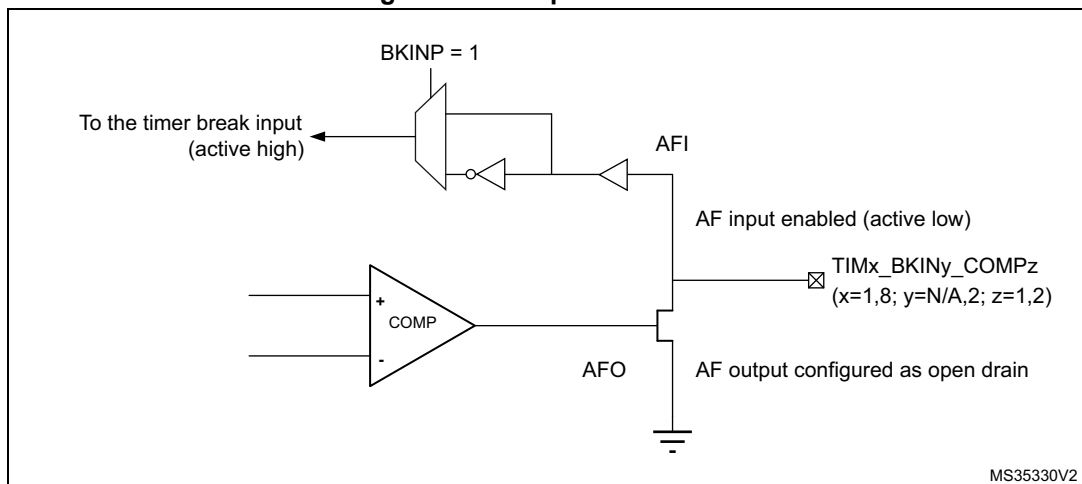 BKINP = 1
To the timer break input
(active high)
AFI
AF input enabled (active low)
TIMx_BKINy_COMPz
(x=1,8; y=N/A,2; z=1,2)
+
COMP
-
AFO
AF output configured as open drain
MS35330V2